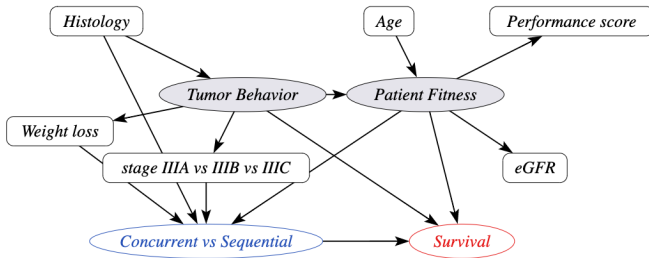 Histology
Age
Performance score
Tumor Behavior
Patient Fitness
Weight loss
stage IIIA vs IIIB vs IIIC
eGFR
Concurrent vs Sequential
Survival